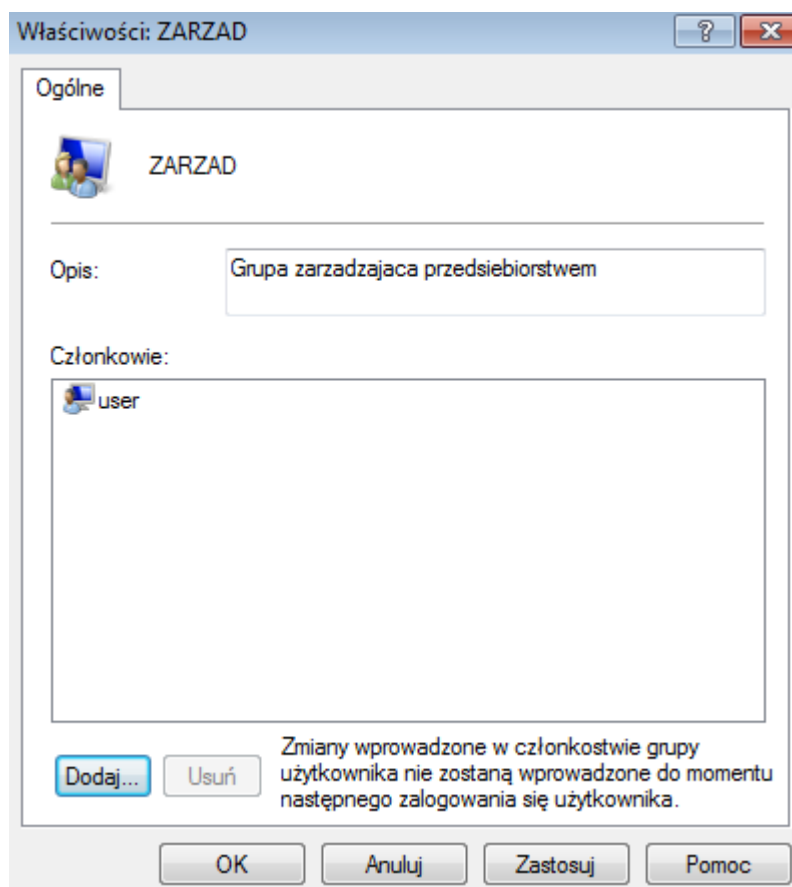 Właściwości: ZARZAD
Ogólne
ZARZAD
Opis:
Grupa zarzadzajaca przedsiebiorstwem
Członkowie:
user
Dodaj...
Usuń
Zmiany wprowadzone w członkostwie grupy
użytkownika nie zostaną wprowadzone do momentu
następnego zalogowania się użytkownika.
OK
Anuluj
Zastosuj
Pomoc